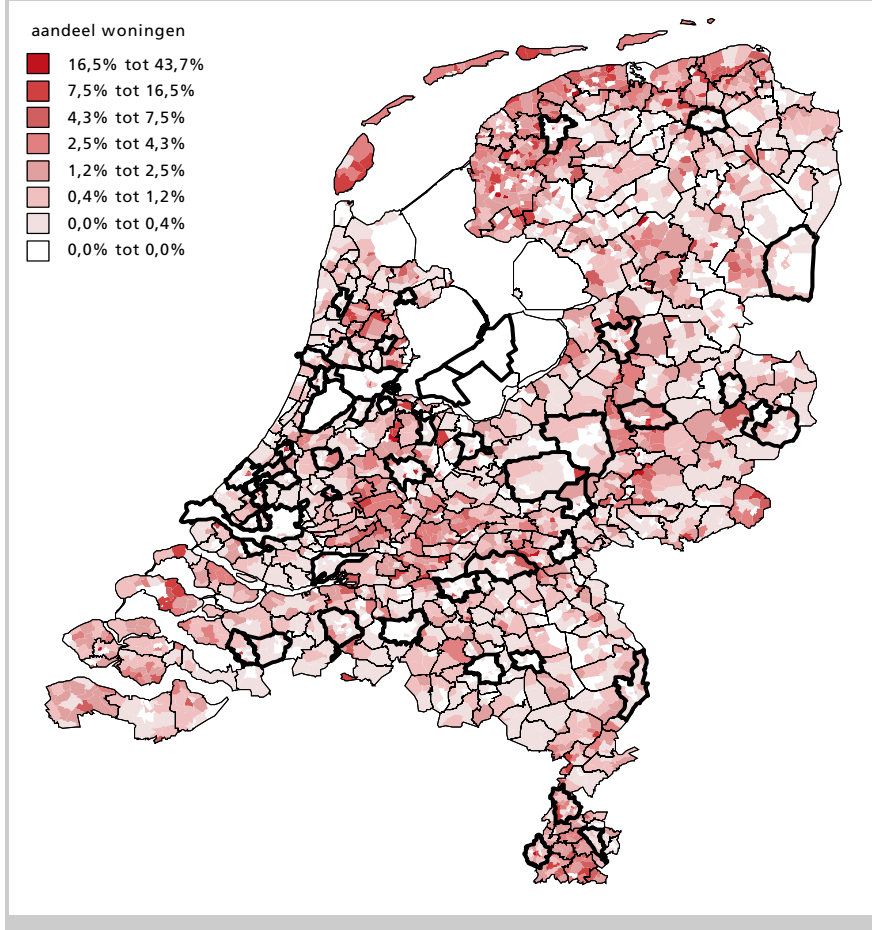 aandeel woningen
16,5% tot 43,7%
7,5% tot 16,5%
4,3% tot 7,5%
2,5% tot 4,3%
1,2% tot 2,5%
0,4% tot 1,2%
0,0% tot 0,4%
0,0% tot 0,0%